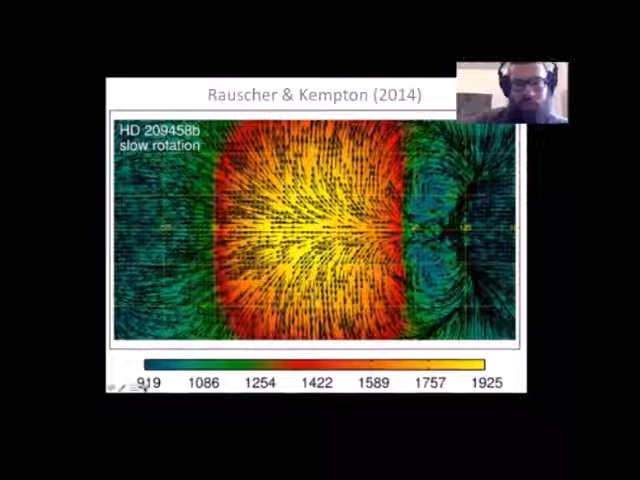 Rauscher & Kempton (2014)
HD 209458b
slow rotation
919 1086 1254 1422 1589 1757 1925